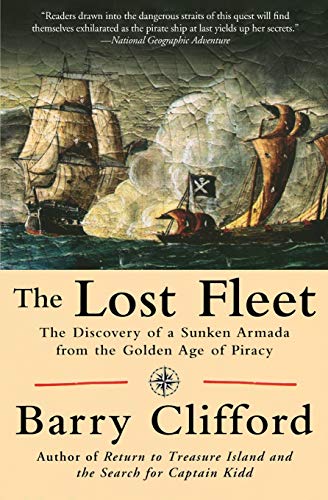 "Readers drawn into the dangerous straits of this quest will find
themselves exhilarated as the pirate ship at last yields up her secrets."
—National Geographic Adventure
The Lost Fleet
The Discovery of a Sunken Armada
from the Golden Age of Piracy
Barry Clifford
Author of Return to Treasure Island and
the Search for Captain Kidd